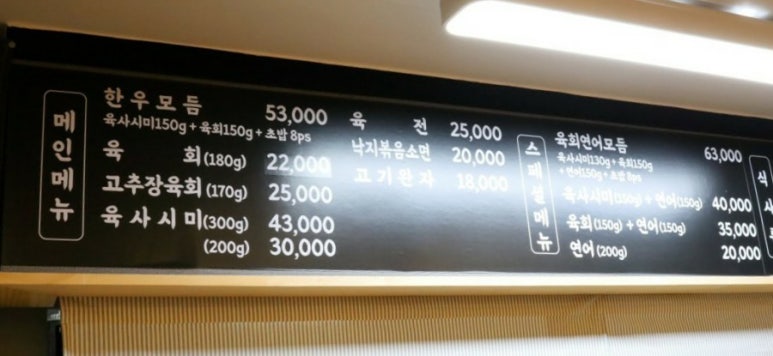 메인메뉴
한우모듬 53,000
육사시미150g + 육회150g + 초밥 8ps
육 회 (180g) 22,000
고추장육회 (170g) 25,000
육사시미 (300g) 43,000
(200g) 30,000
육 전 25,000
낙지볶음소면 20,000
고기완자 18,000
스페셜메뉴
육회연어모듬 63,000
육사시미130g + 육회150g
+ 연어150g + 초밥 8ps
육사시미(150g) + 연어(150g) 40,000
육회 (150g) + 연어(150g) 35,000
연어 (200g) 20,000
식사